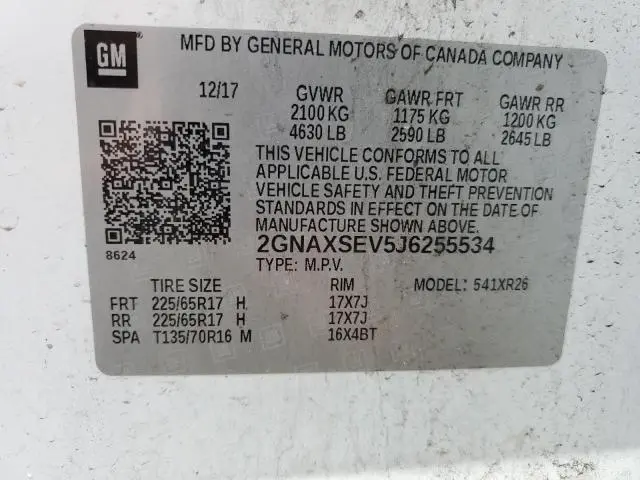 GM
MFD BY GENERAL MOTORS OF CANADA COMPANY
12/17 GVWR GAWR FRT GAWR RR
2100 KG 1175 KG 1200 KG
4630 LB 2590 LB 2645 LB
THIS VEHICLE CONFORMS TO ALL
APPLICABLE U.S. FEDERAL MOTOR
VEHICLE SAFETY AND THEFT PREVENTION
STANDARDS IN EFFECT ON THE DATE OF
MANUFACTURE SHOWN ABOVE.
8624 2GNAXSEV5J6255534
TYPE: M.P.V.
TIRE SIZE RIM MODEL: 541XR26
FRT 225/65R17 H 17X7J
RR 225/65R17 H 17X7J
SPA T135/70R16 M 16X4BT